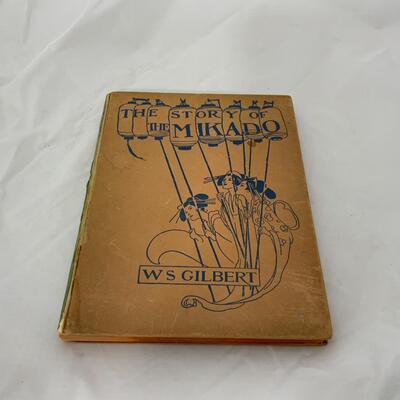 THE STORY OF
THE MIKADO
W S GILBERT